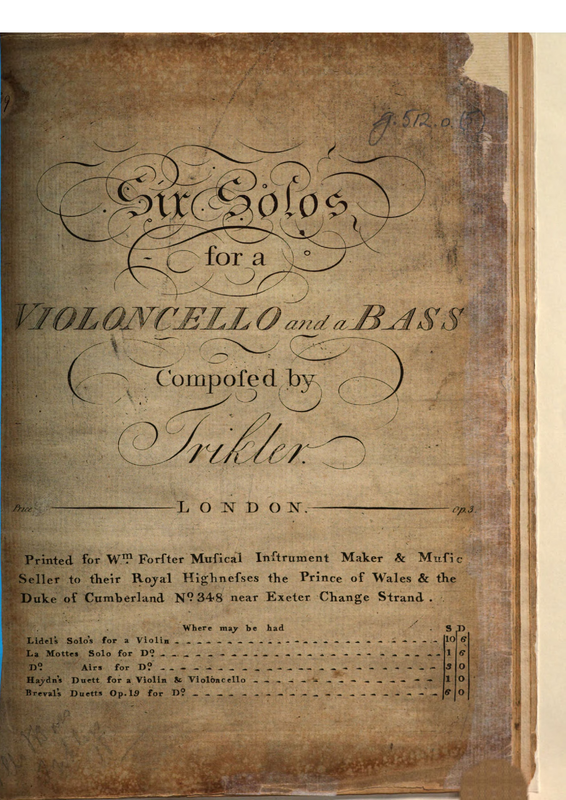 g.512.o.
Six Solos
for a
VIOLONCELLO and a BASS
Compoſed by
Trikler.
Price LONDON. Op.3
Printed for Wm. Forſter Muſical Inſtrument Maker & Muſic
Seller to their Royal Highneſses the Prince of Wales & the
Duke of Cumberland No. 348 near Exeter Change Strand.
Where may be had S D
Lidel's Solo's for a Violin 10 6
La Mottes Solo for Do. 1 6
Do. Airs for Do. 3 0
Haydn's Duett for a Violin & Violoncello 1 0
Breval's Duetts Op.19 for Do. 6 0